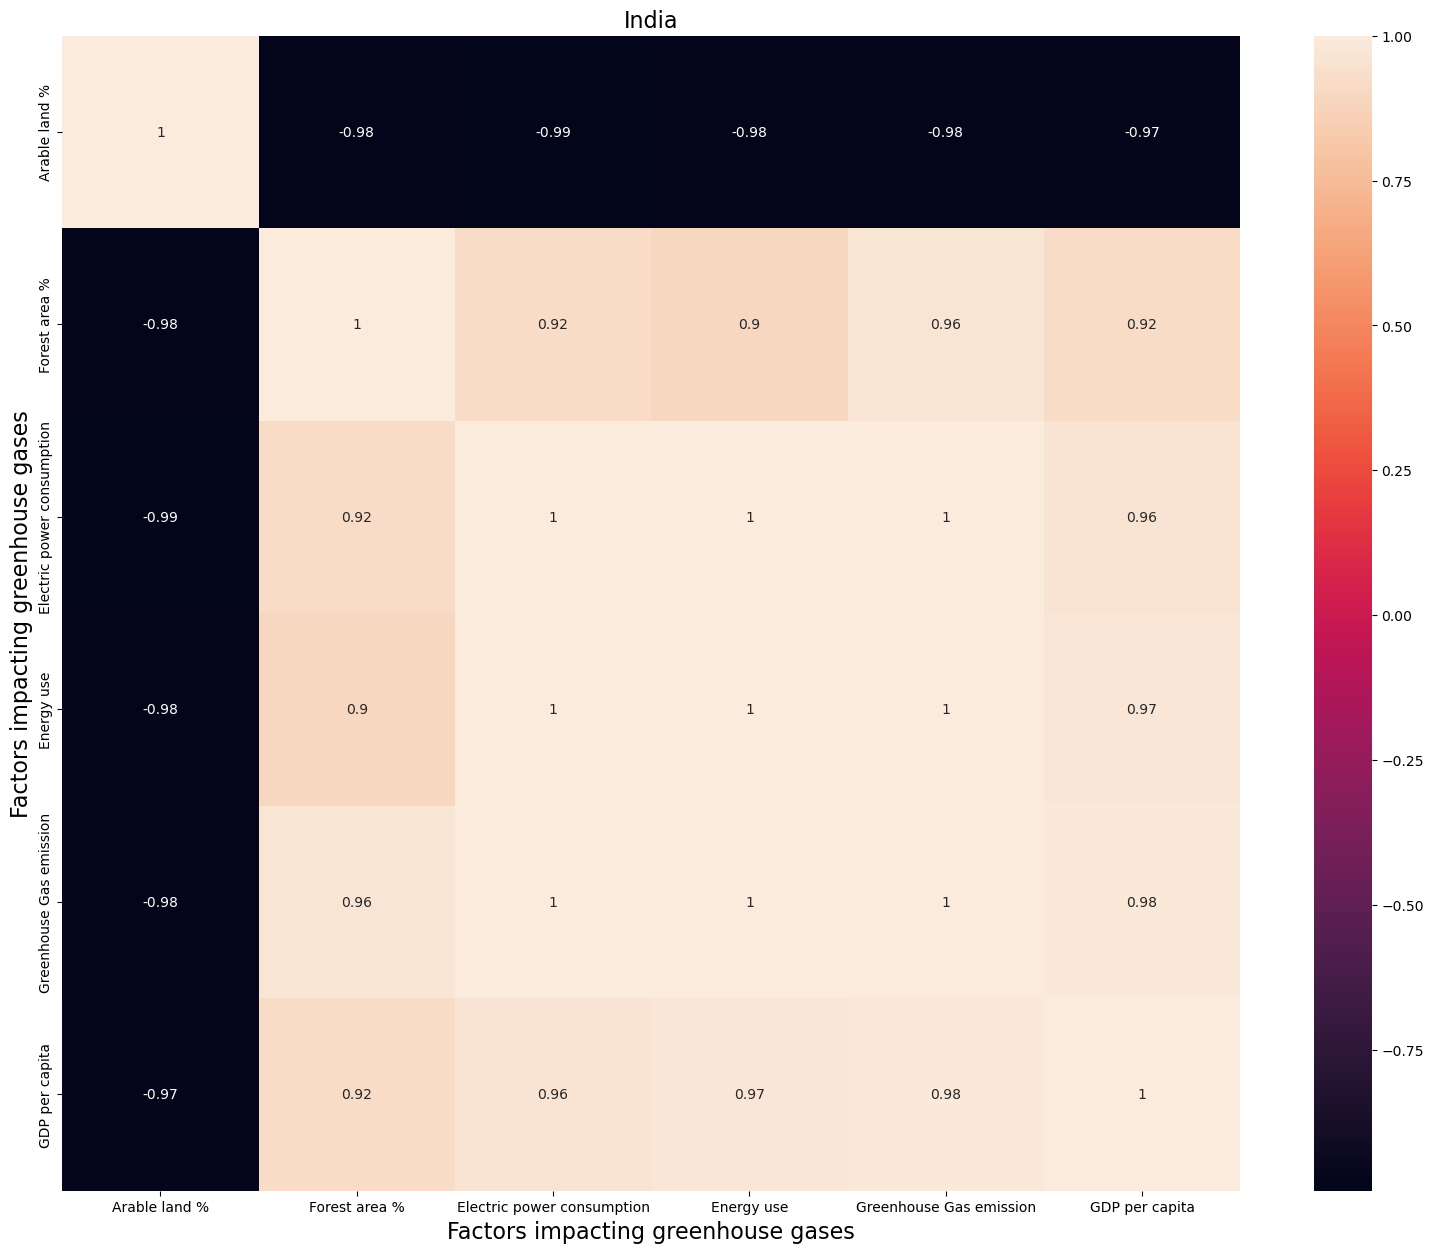 India
1.00
0.75
0.50
0.25
0.00
−0.25
−0.50
−0.75
Factors impacting greenhouse gases
Arable land %
1
-0.98
-0.99
-0.98
-0.98
-0.97
Forest area %
-0.98
1
0.92
0.9
0.96
0.92
Electric power consumption
-0.99
0.92
1
1
1
0.96
Energy use
-0.98
0.9
1
1
1
0.97
Greenhouse Gas emission
-0.98
0.96
1
1
1
0.98
GDP per capita
-0.97
0.92
0.96
0.97
0.98
1
Arable land %
Forest area %
Electric power consumption
Energy use
Greenhouse Gas emission
GDP per capita
Factors impacting greenhouse gases